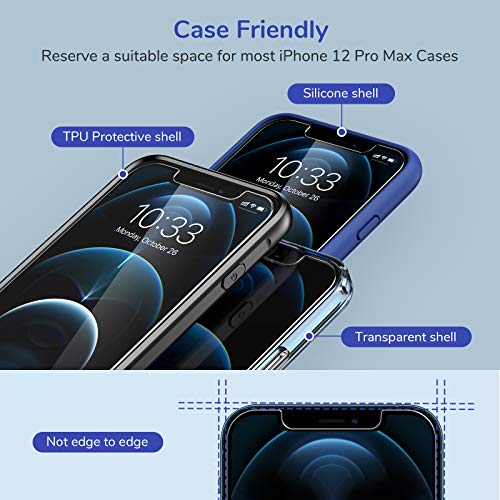 Case Friendly
Reserve a suitable space for most iPhone 12 Pro Max Cases
Silicone shell
TPU Protective shell
10:33
Monday, October 26
10:33
Monday, October 26
Transparent shell
Not edge to edge